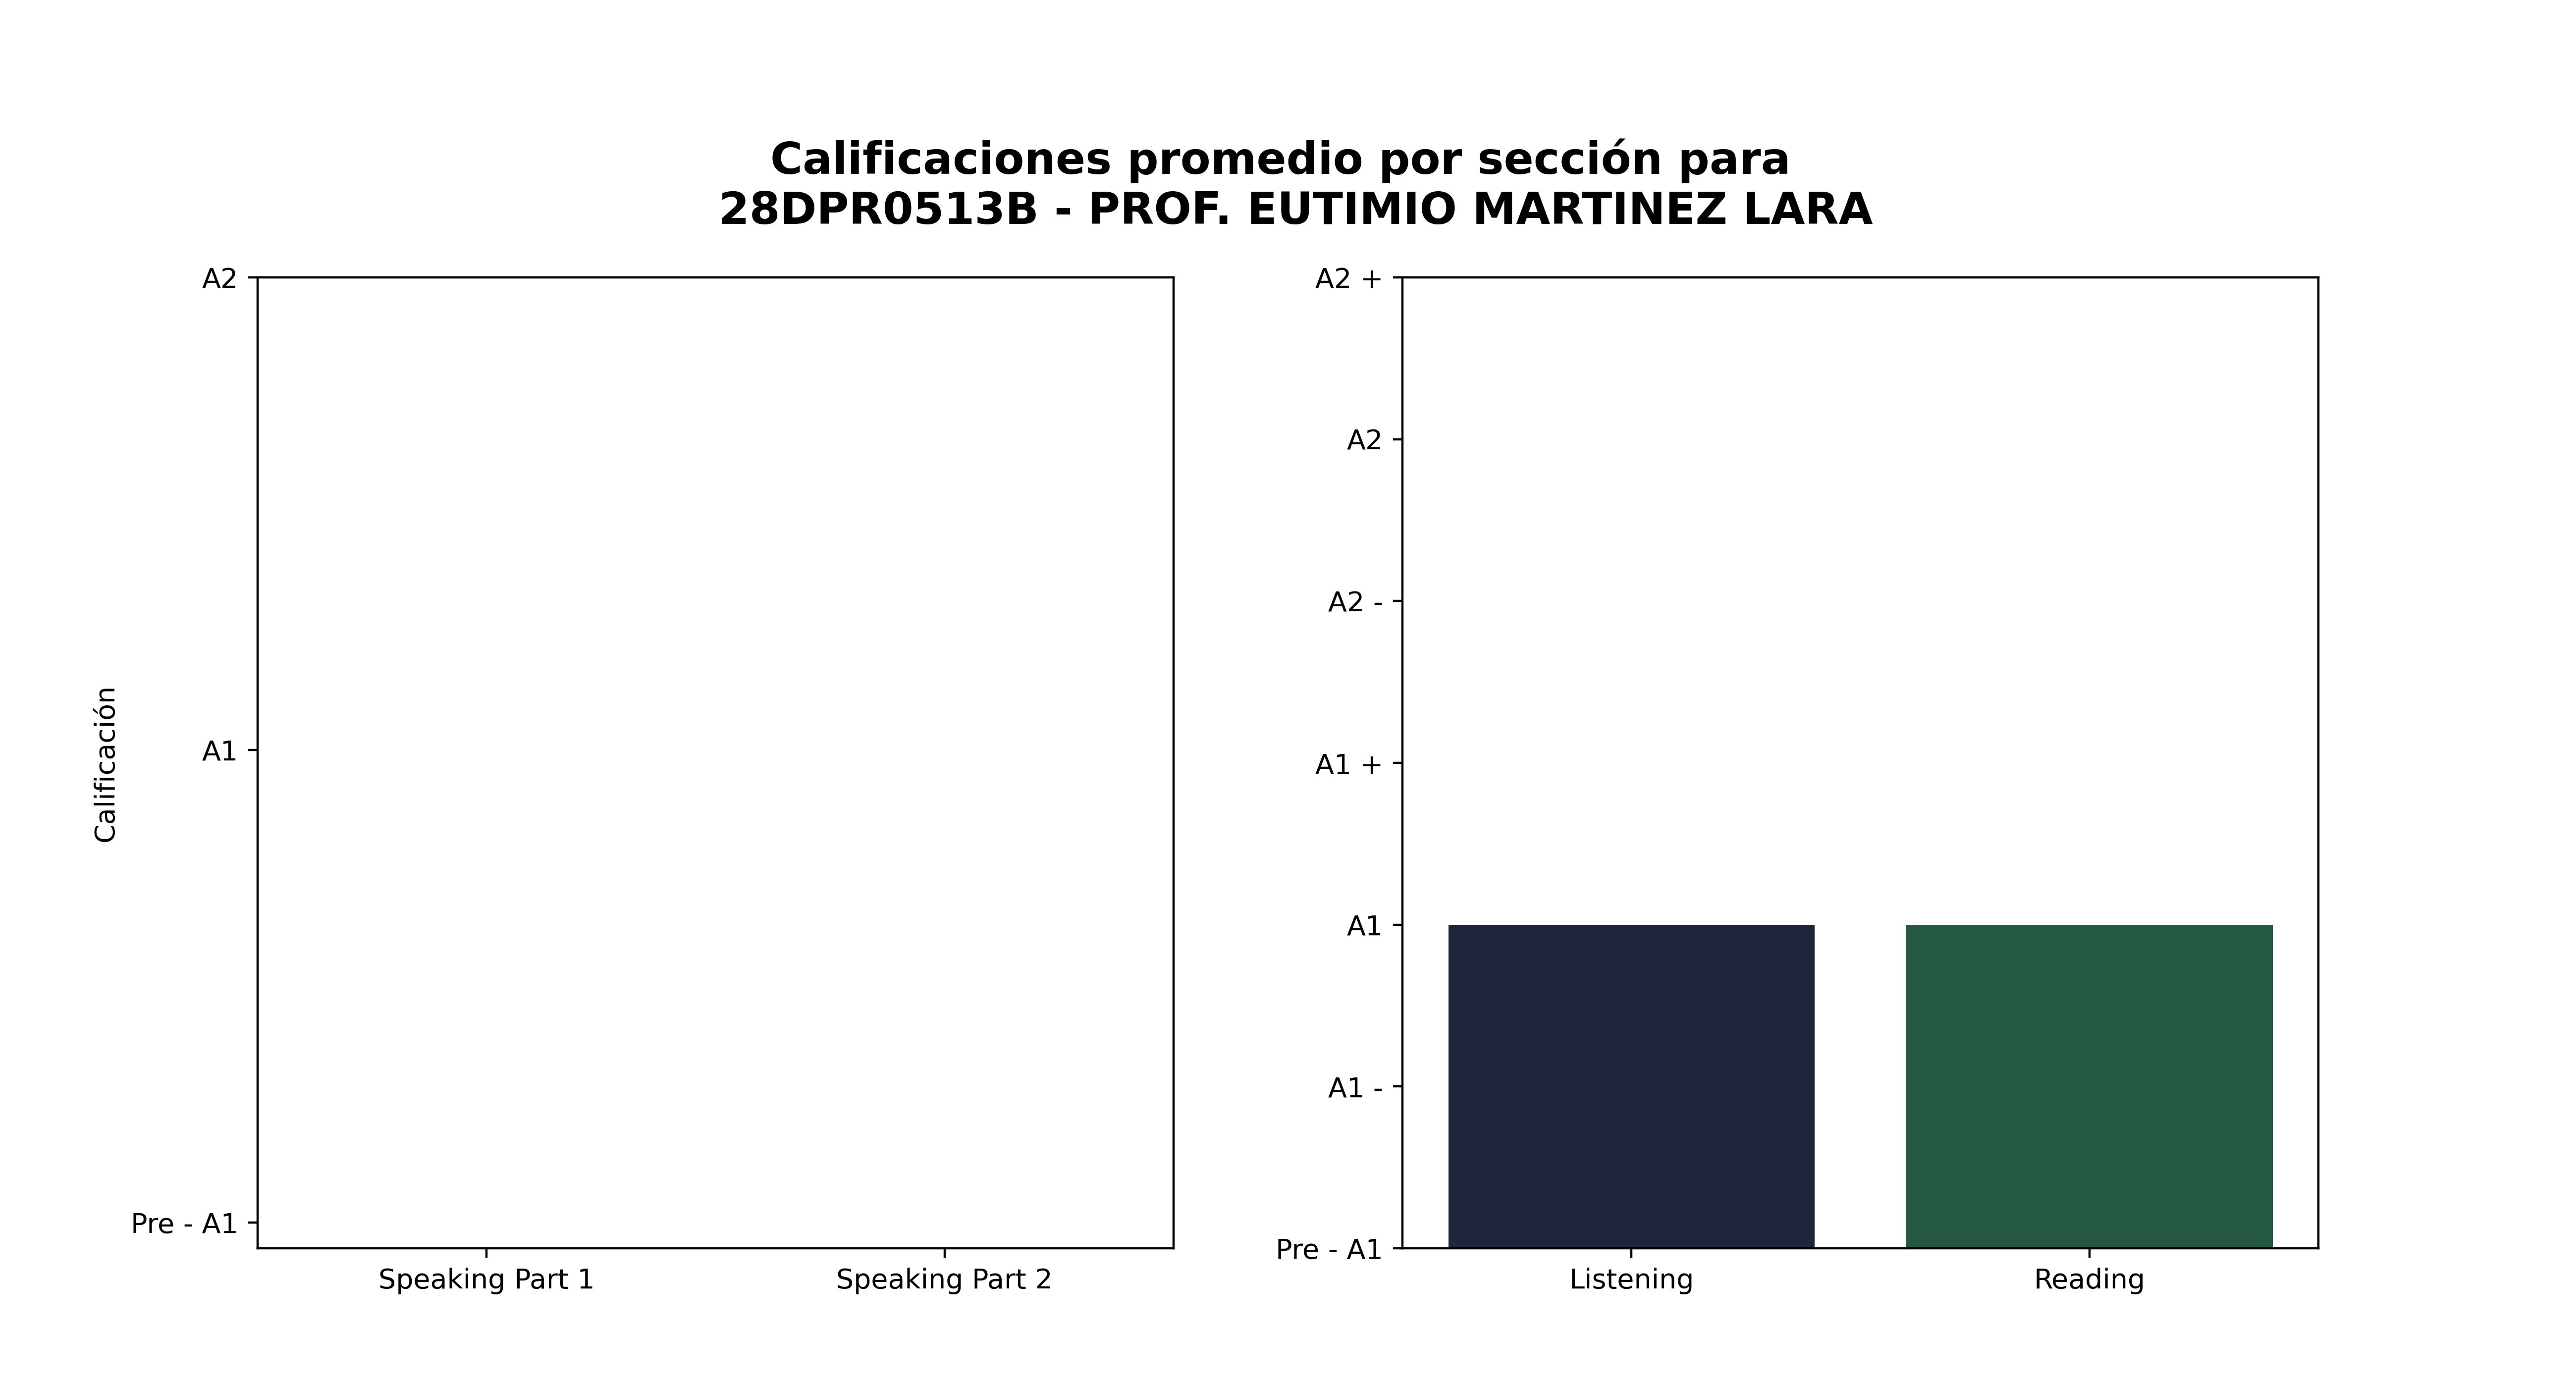 Calificaciones promedio por sección para
28DPR0513B - PROF. EUTIMIO MARTINEZ LARA
Calificación
A2
A1
Pre - A1
Speaking Part 1
Speaking Part 2
A2 +
A2
A2 -
A1 +
A1
A1 -
Pre - A1
Listening
Reading